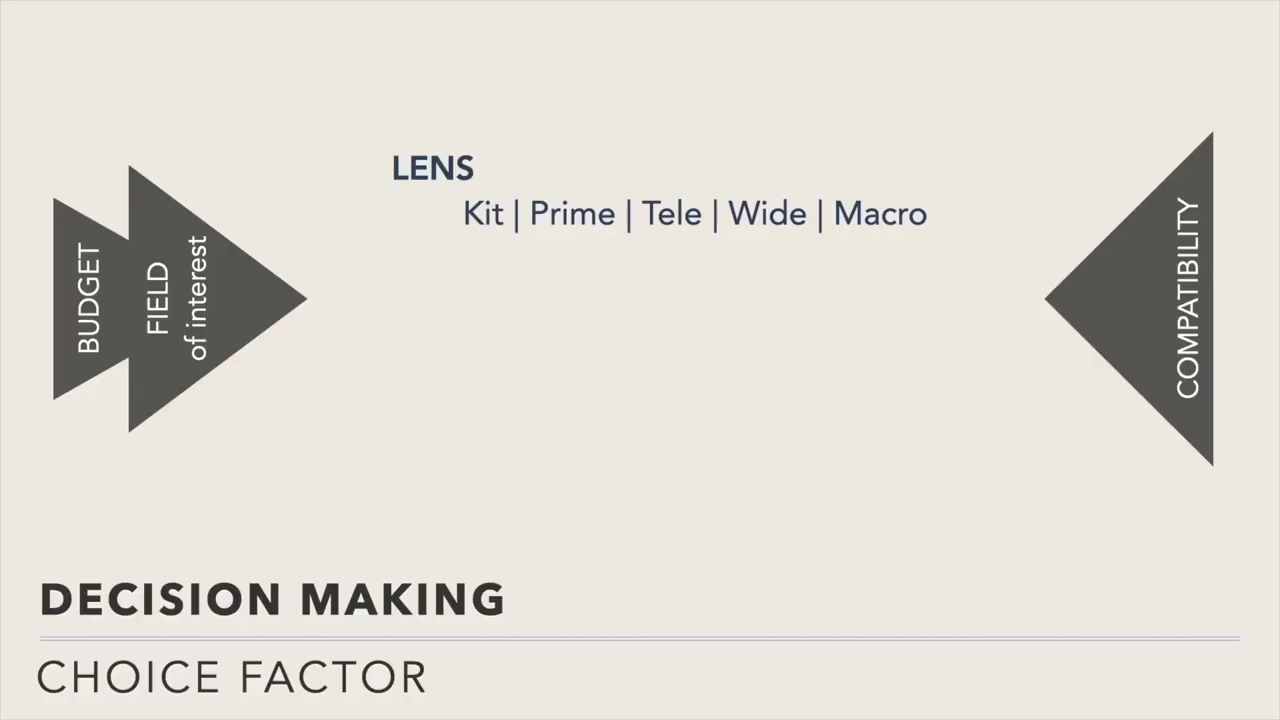 BUDGET
FIELD
of interest
LENS
Kit | Prime | Tele | Wide | Macro
COMPATIBILITY
DECISION MAKING
CHOICE FACTOR